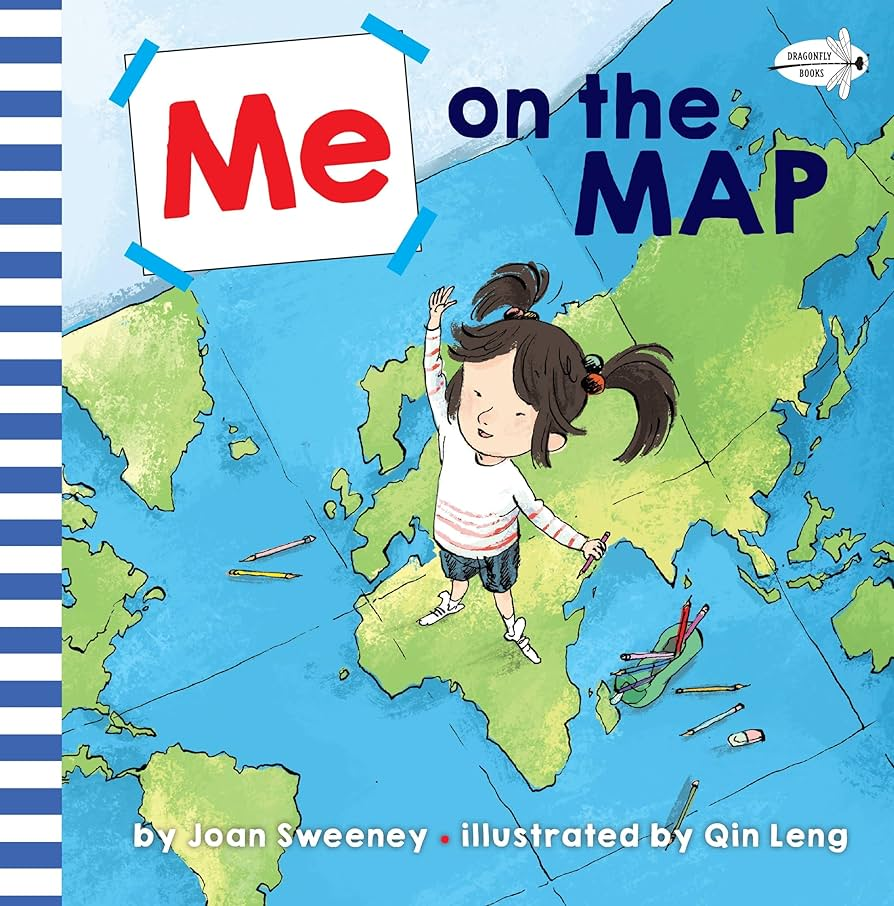 Me
on the
MAP
DRAGONFLY
BOOKS
by Joan Sweeney • illustrated by Qin Leng